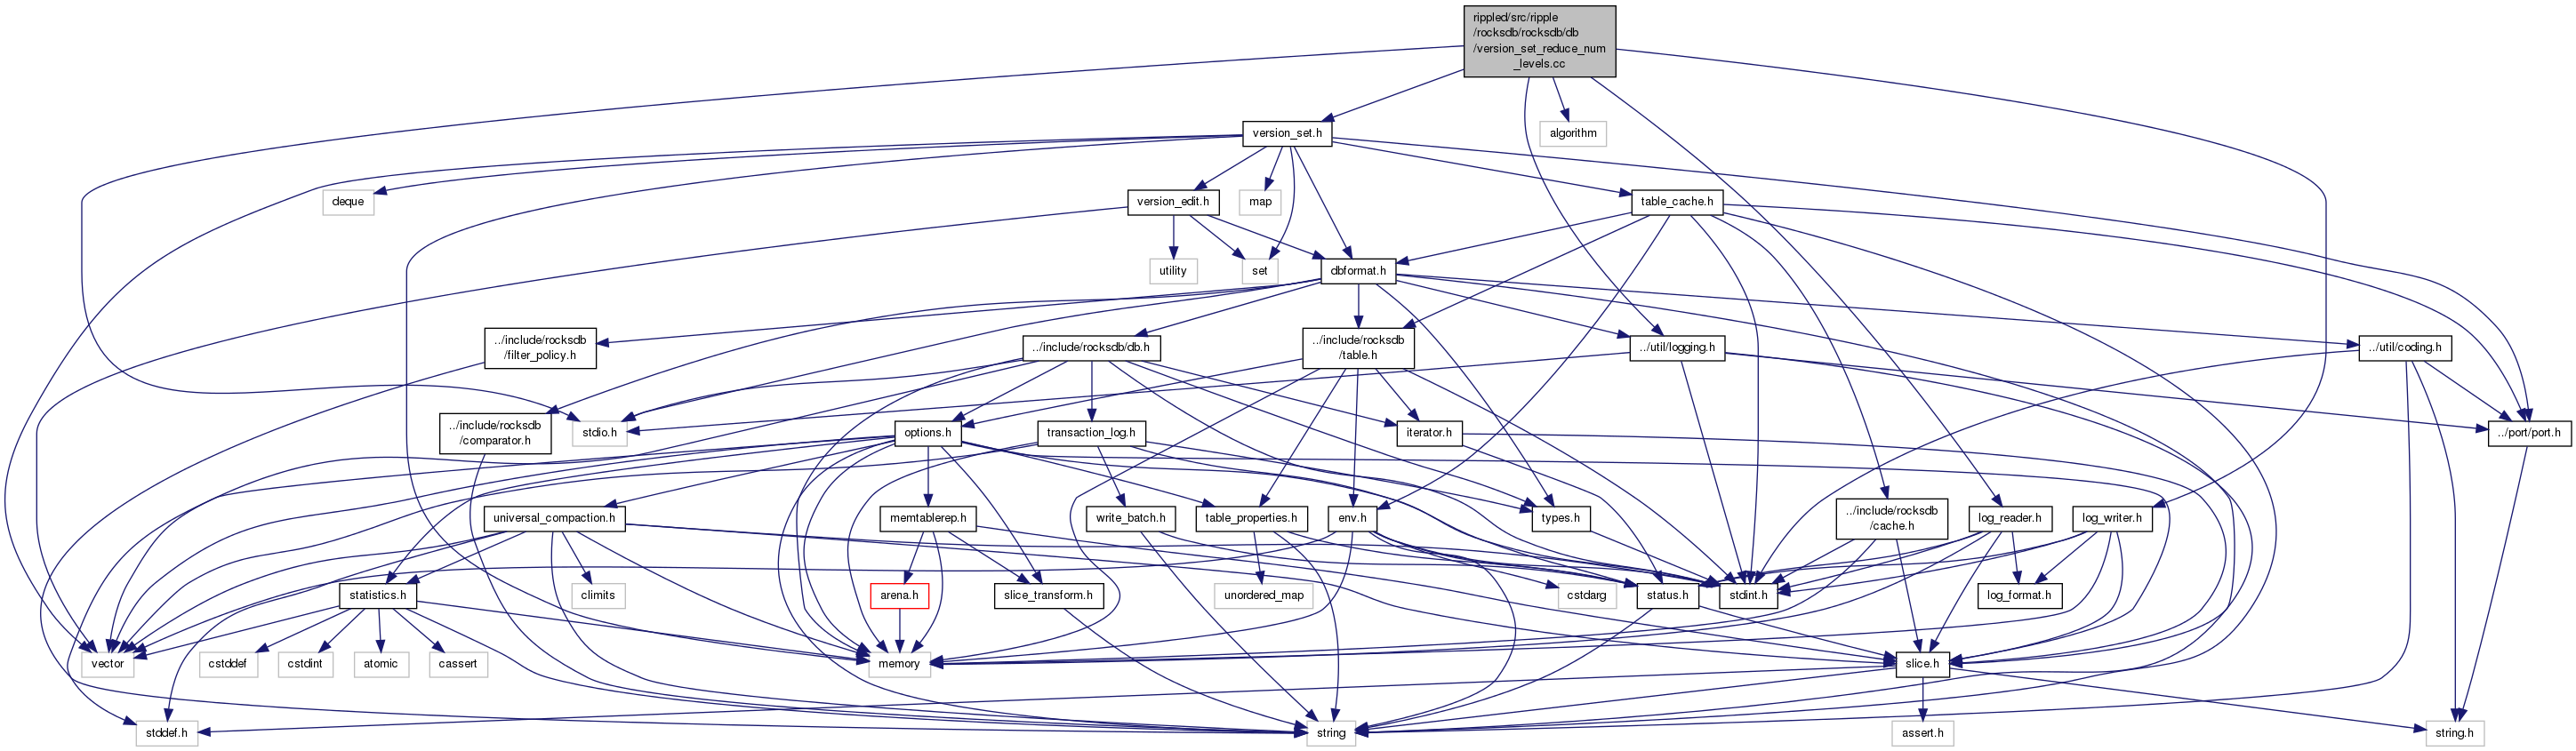 rippled/src/ripple
/rocksdb/rocksdb/db
/version_set_reduce_num
_levels.cc
version_set.h
algorithm
deque
version_edit.h
map
table_cache.h
utility
set
dbformat.h
../include/rocksdb
/filter_policy.h
../include/rocksdb/db.h
../include/rocksdb
/table.h
../util/logging.h
../util/coding.h
../include/rocksdb
/comparator.h
stdio.h
options.h
transaction_log.h
iterator.h
../port/port.h
universal_compaction.h
memtablerep.h
write_batch.h
table_properties.h
env.h
types.h
../include/rocksdb
/cache.h
log_reader.h
log_writer.h
statistics.h
climits
arena.h
slice_transform.h
unordered_map
cstdarg
status.h
stdint.h
log_format.h
vector
cstddef
cstdint
atomic
cassert
memory
slice.h
stddef.h
string
assert.h
string.h